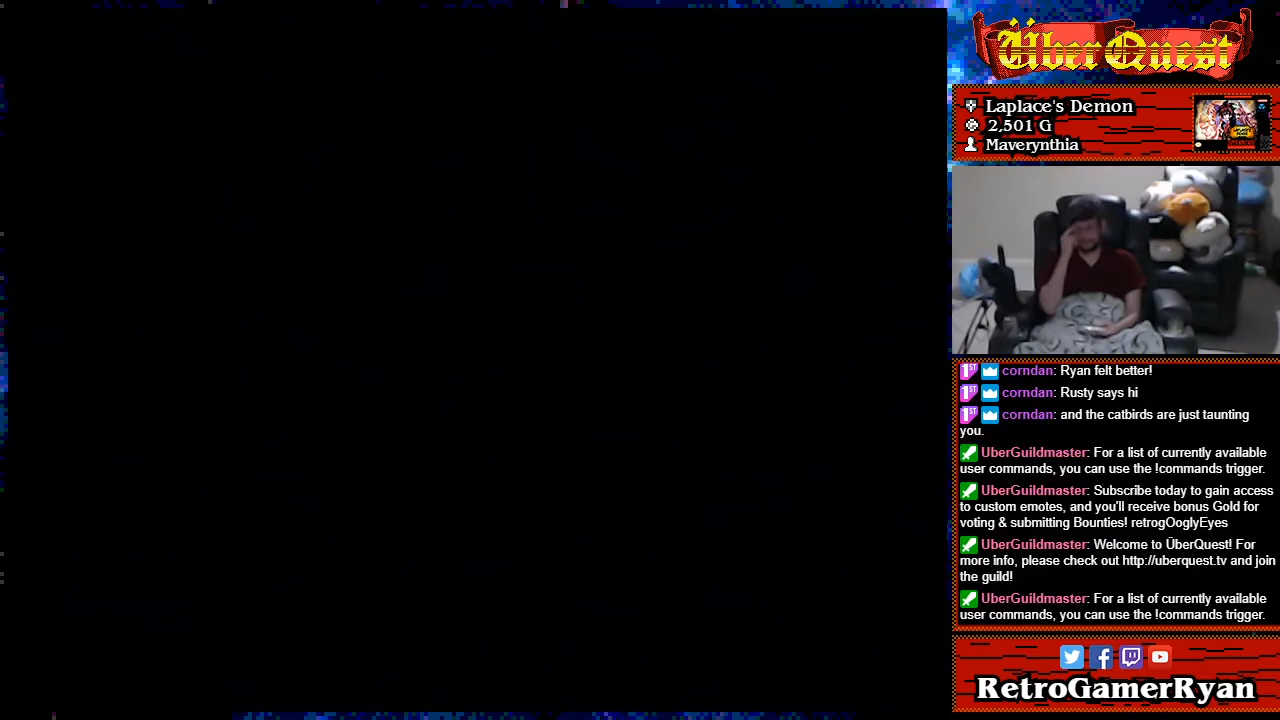 ÜberQuest
Laplace's Demon
2,501 G
Maverynthia
corndan: Ryan felt better!
corndan: Rusty says hi
corndan: and the catbirds are just taunting
you.
UberGuildmaster: For a list of currently available
user commands, you can use the !commands trigger.
UberGuildmaster: Subscribe today to gain access
to custom emotes, and you'll receive bonus Gold for
voting & submitting Bounties! retrogOoglyEyes
UberGuildmaster: Welcome to ÜberQuest! For
more info, please check out http://uberquest.tv and join
the guild!
UberGuildmaster: For a list of currently available
user commands, you can use the !commands trigger.
RetroGamerRyan